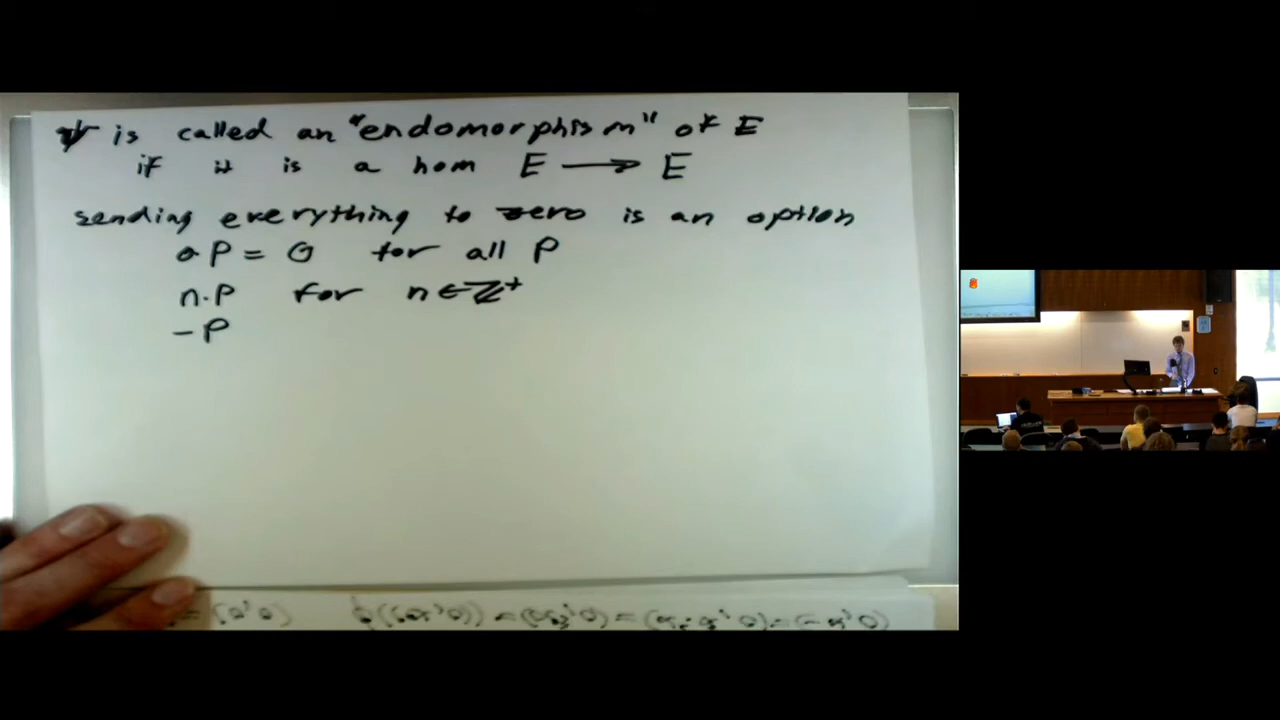 ψ is called an "endomorphism" of E
if it is a hom E ⟶ E
sending everything to zero is an option
0P = O for all P
n·P for n ∈ ℤ⁺
-P